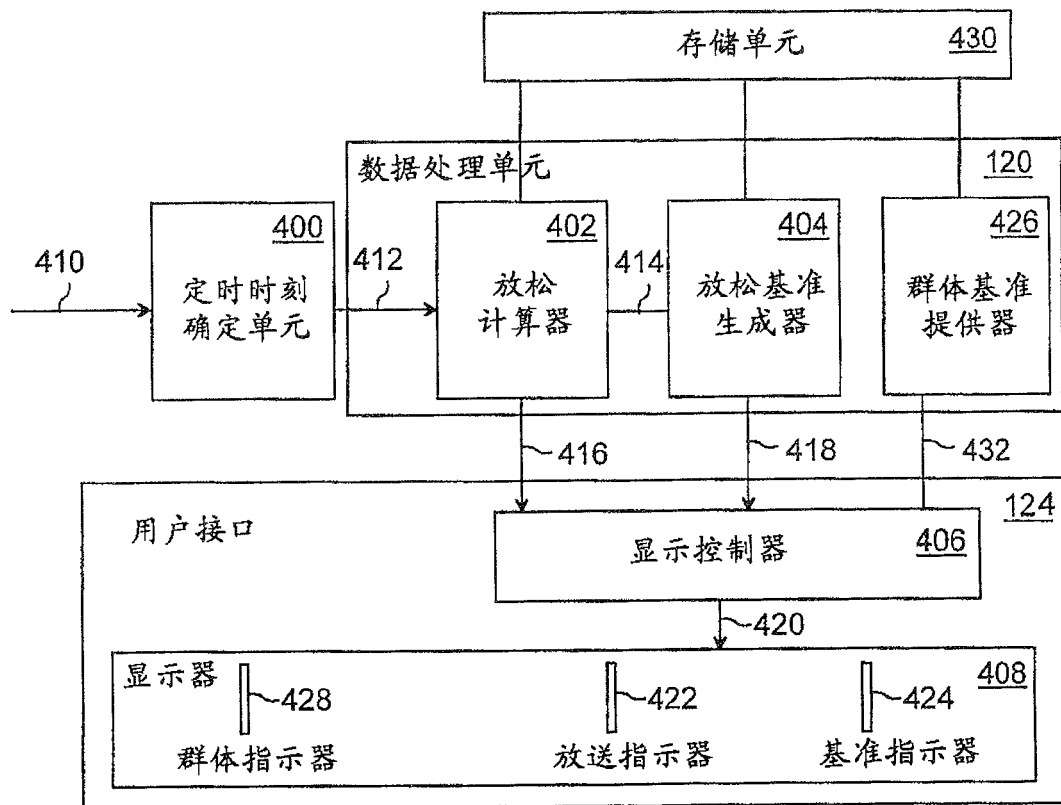 存储单元 430
数据处理单元 120
410
400
定时时刻
确定单元
412
402
放松
计算器
414
404
放松基准
生成器
426
群体基准
提供器
416
418
432
用户接口 124
显示控制器 406
420
显示器 408
428
422
424
群体指示器
放送指示器
基准指示器